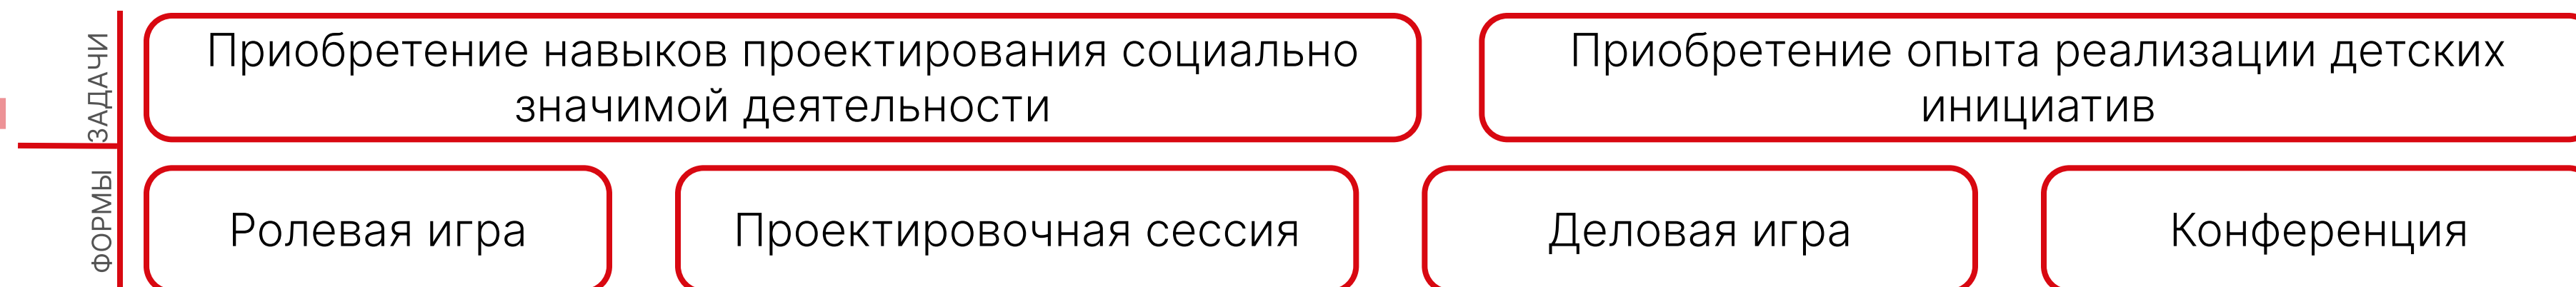 ЗАДАЧИ
Приобретение навыков проектирования социально
значимой деятельности
Приобретение опыта реализации детских
инициатив
ФОРМЫ
Ролевая игра
Проектировочная сессия
Деловая игра
Конференция